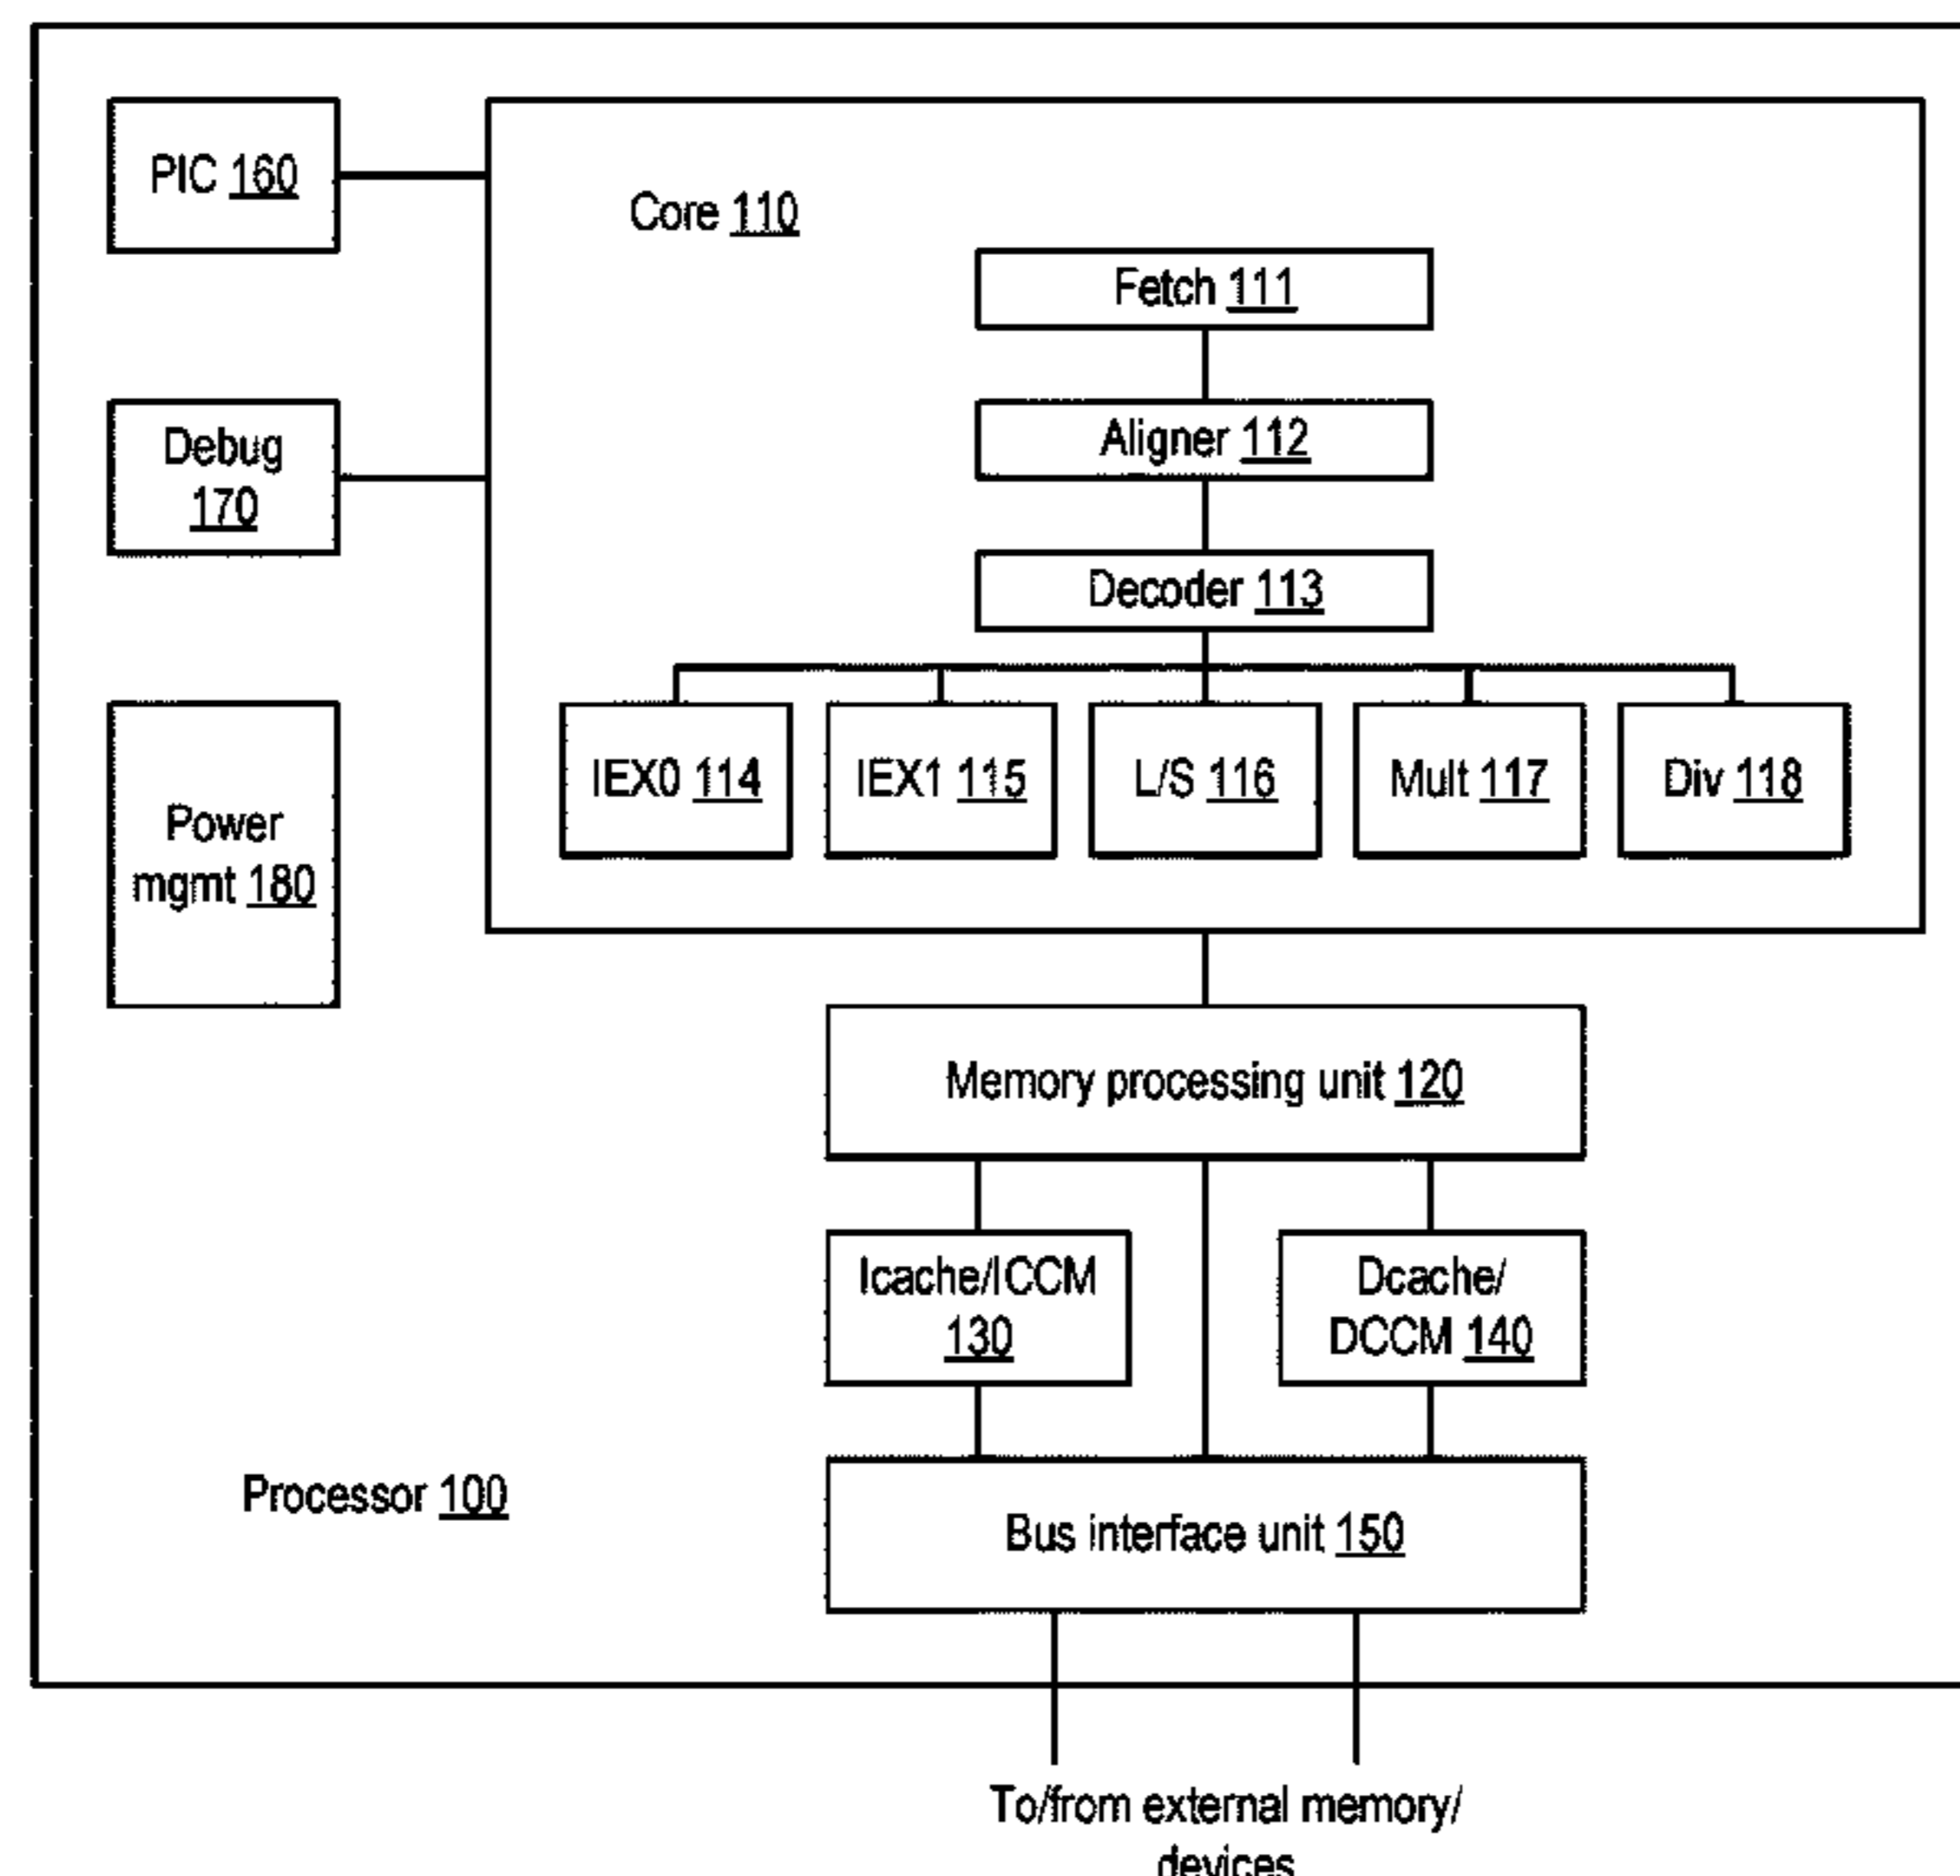 PIC 160
Core 110
Fetch 111
Aligner 112
Debug
170
Decoder 113
IEX0 114
IEX1 115
L/S 116
Mult 117
Div 118
Power
mgmt 180
Memory processing unit 120
Icache/ICCM
130
Dcache/
DCCM 140
Processor 100
Bus interface unit 150
To/from external memory/
devices